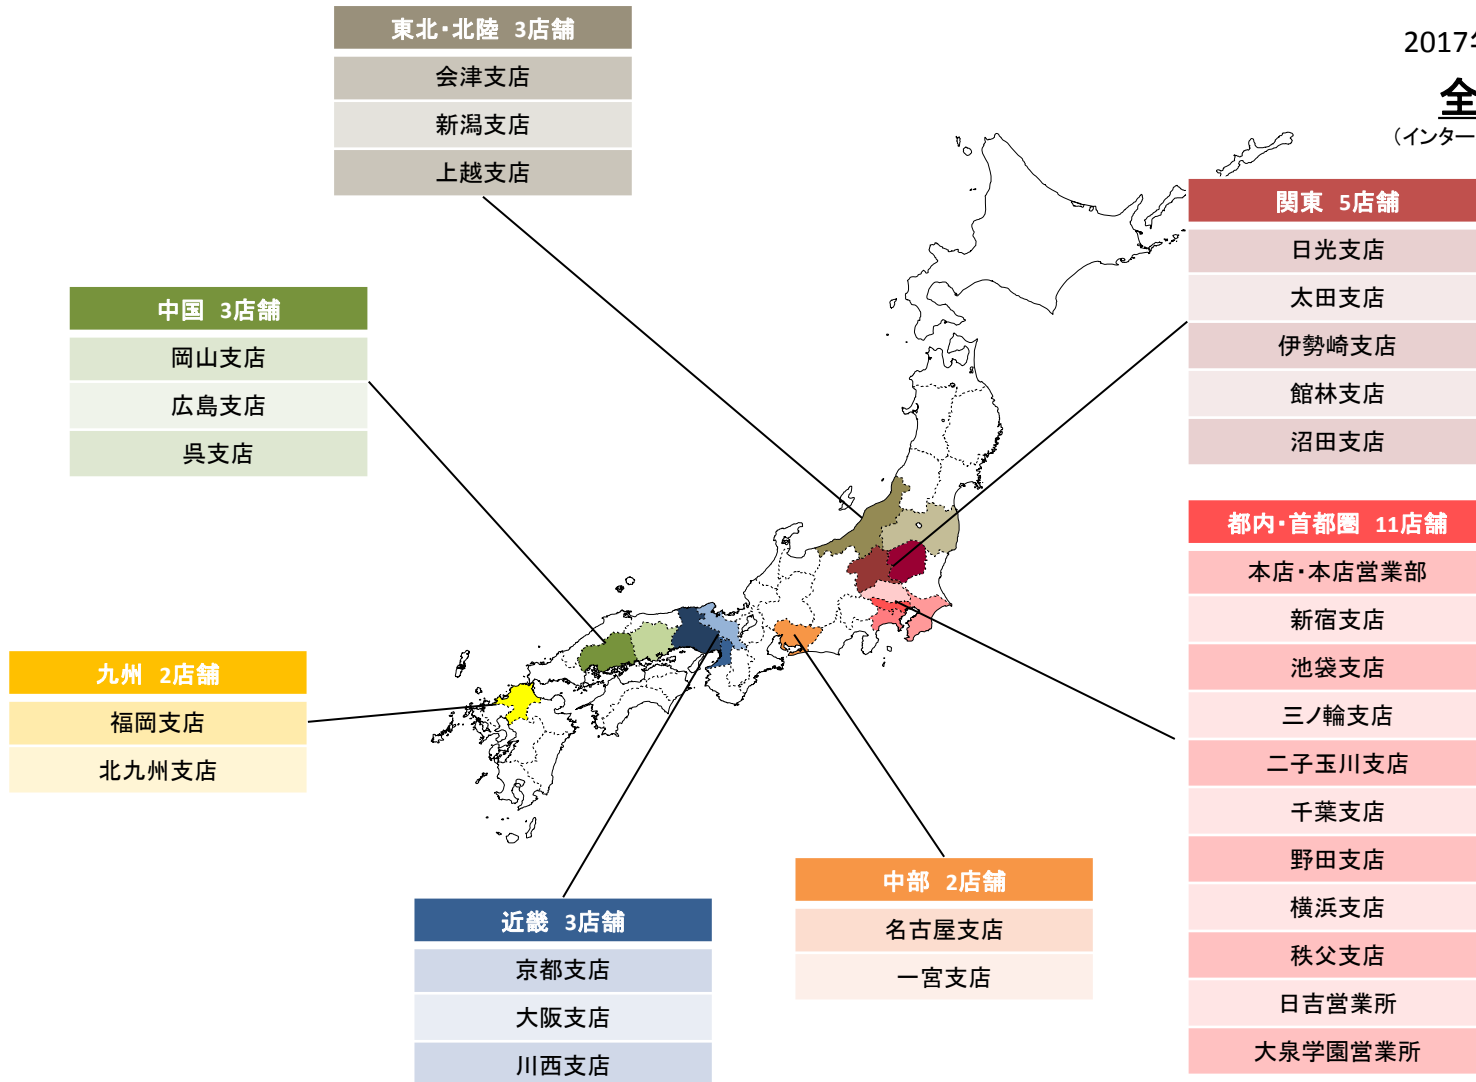 東北・北陸 3店舗
会津支店
新潟支店
上越支店
2017
全
（インター
関東 5店舗
日光支店
太田支店
伊勢崎支店
館林支店
沼田支店
中国 3店舗
岡山支店
広島支店
呉支店
都内・首都圏 11店舗
本店・本店営業部
新宿支店
池袋支店
三ノ輪支店
二子玉川支店
千葉支店
野田支店
横浜支店
秩父支店
日吉営業所
大泉学園営業所
九州 2店舗
福岡支店
北九州支店
中部 2店舗
名古屋支店
一宮支店
近畿 3店舗
京都支店
大阪支店
川西支店